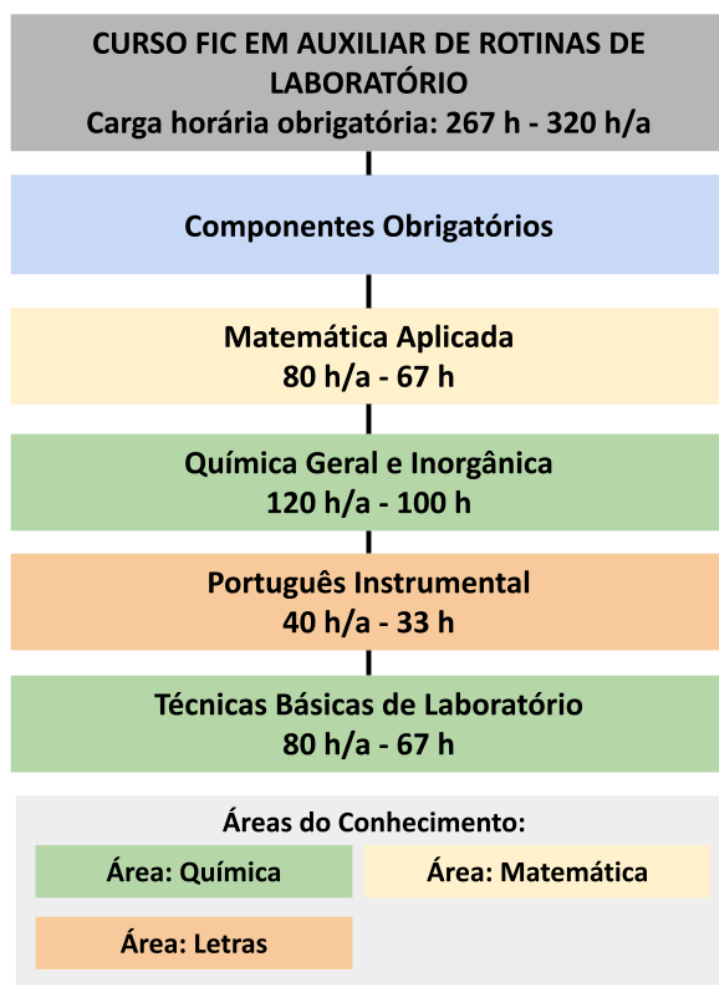 CURSO FIC EM AUXILIAR DE ROTINAS DE
LABORATÓRIO
Carga horária obrigatória: 267 h - 320 h/a
Componentes Obrigatórios
Matemática Aplicada
80 h/a - 67 h
Química Geral e Inorgânica
120 h/a - 100 h
Português Instrumental
40 h/a - 33 h
Técnicas Básicas de Laboratório
80 h/a - 67 h
Áreas do Conhecimento:
Área: Química
Área: Matemática
Área: Letras